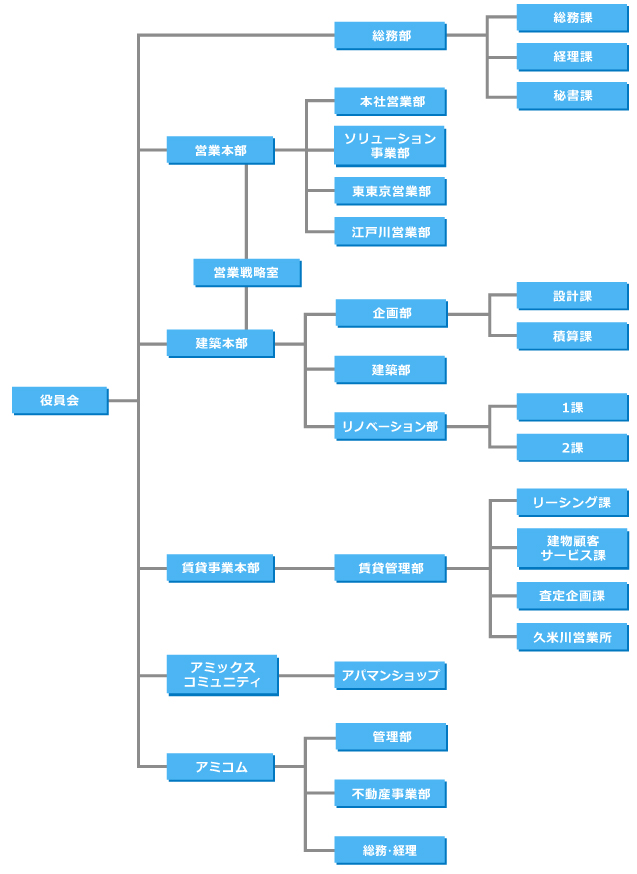 総務部
総務課
経理課
秘書課
営業本部
本社営業部
ソリューション
事業部
東東京営業部
江戸川営業部
営業戦略室
建築本部
企画部
設計課
積算課
建築部
リノベーション部
1課
2課
役員会
賃貸事業本部
賃貸管理部
リーシング課
建物顧客
サービス課
査定企画課
久米川営業所
アミックス
コミュニティ
アパマンショップ
アミコム
管理部
不動産事業部
総務・経理